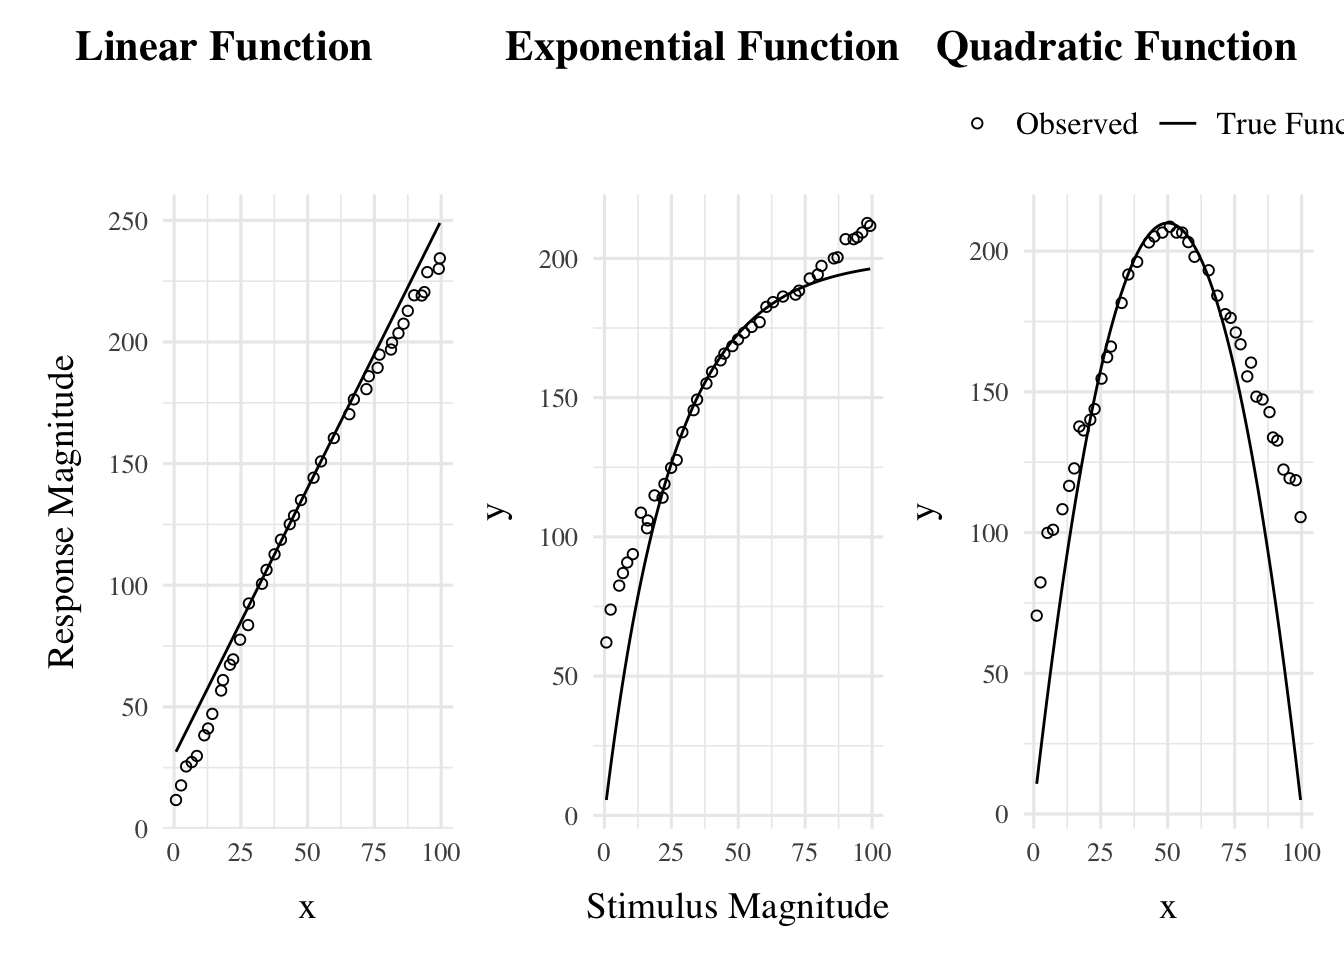 Linear Function
Exponential Function
Quadratic Function
Observed
True Func
250
200
150
100
50
0
Response Magnitude
0 25 50 75 100
x
200
150
100
50
0
y
0 25 50 75 100
Stimulus Magnitude
200
150
100
50
0
y
0 25 50 75 100
x